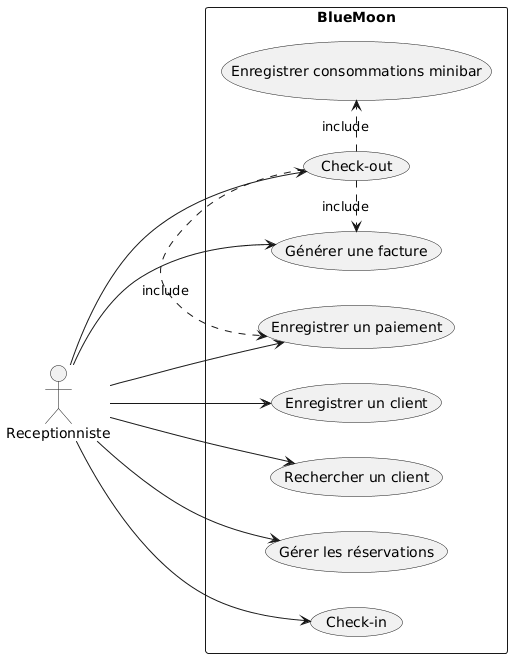 BlueMoon
Enregistrer consommations minibar
include
Check-out
include
Générer une facture
include
Enregistrer un paiement
Enregistrer un client
Receptionniste
Rechercher un client
Gérer les réservations
Check-in